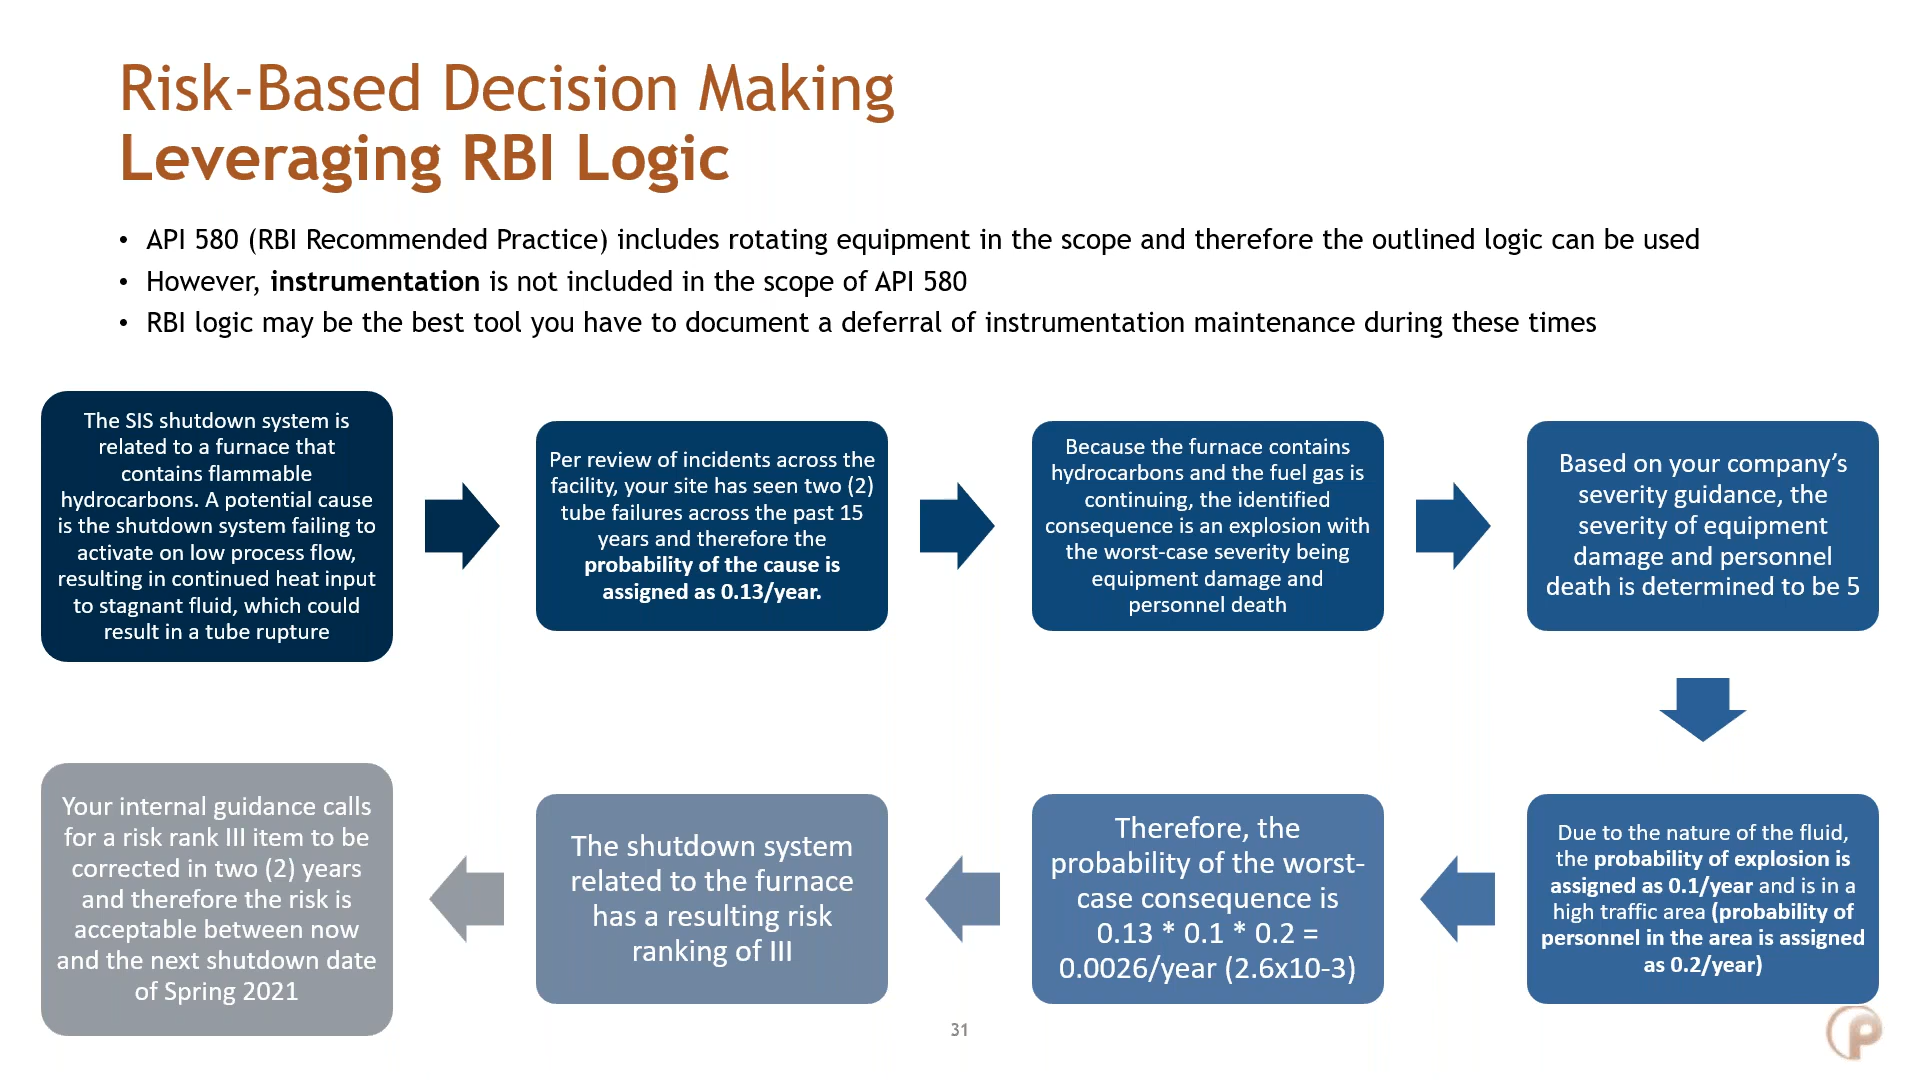 Risk-Based Decision Making
Leveraging RBI Logic
• API 580 (RBI Recommended Practice) includes rotating equipment in the scope and therefore the outlined logic can be used
• However, instrumentation is not included in the scope of API 580
• RBI logic may be the best tool you have to document a deferral of instrumentation maintenance during these times
The SIS shutdown system is
related to a furnace that
contains flammable
hydrocarbons. A potential cause
is the shutdown system failing to
activate on low process flow,
resulting in continued heat input
to stagnant fluid, which could
result in a tube rupture
Per review of incidents across the
facility, your site has seen two (2)
tube failures across the past 15
years and therefore the
probability of the cause is
assigned as 0.13/year.
Because the furnace contains
hydrocarbons and the fuel gas is
continuing, the identified
consequence is an explosion with
the worst-case severity being
equipment damage and
personnel death
Based on your company’s
severity guidance, the
severity of equipment
damage and personnel
death is determined to be 5
Due to the nature of the fluid,
the probability of explosion is
assigned as 0.1/year and is in a
high traffic area (probability of
personnel in the area is assigned
as 0.2/year)
Therefore, the
probability of the worst-
case consequence is
0.13 * 0.1 * 0.2 =
0.0026/year (2.6x10-3)
The shutdown system
related to the furnace
has a resulting risk
ranking of III
Your internal guidance calls
for a risk rank III item to be
corrected in two (2) years
and therefore the risk is
acceptable between now
and the next shutdown date
of Spring 2021
31